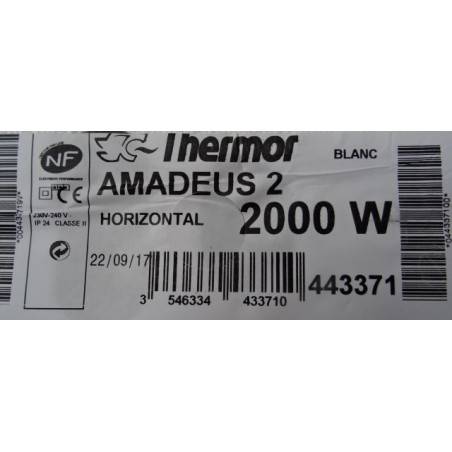 Thermor
BLANC
NF
AMADEUS 2
CE
230V-240 V~
IP 24 CLASSE II
HORIZONTAL
2000 W
22/09/17
443371
3 546334 433710